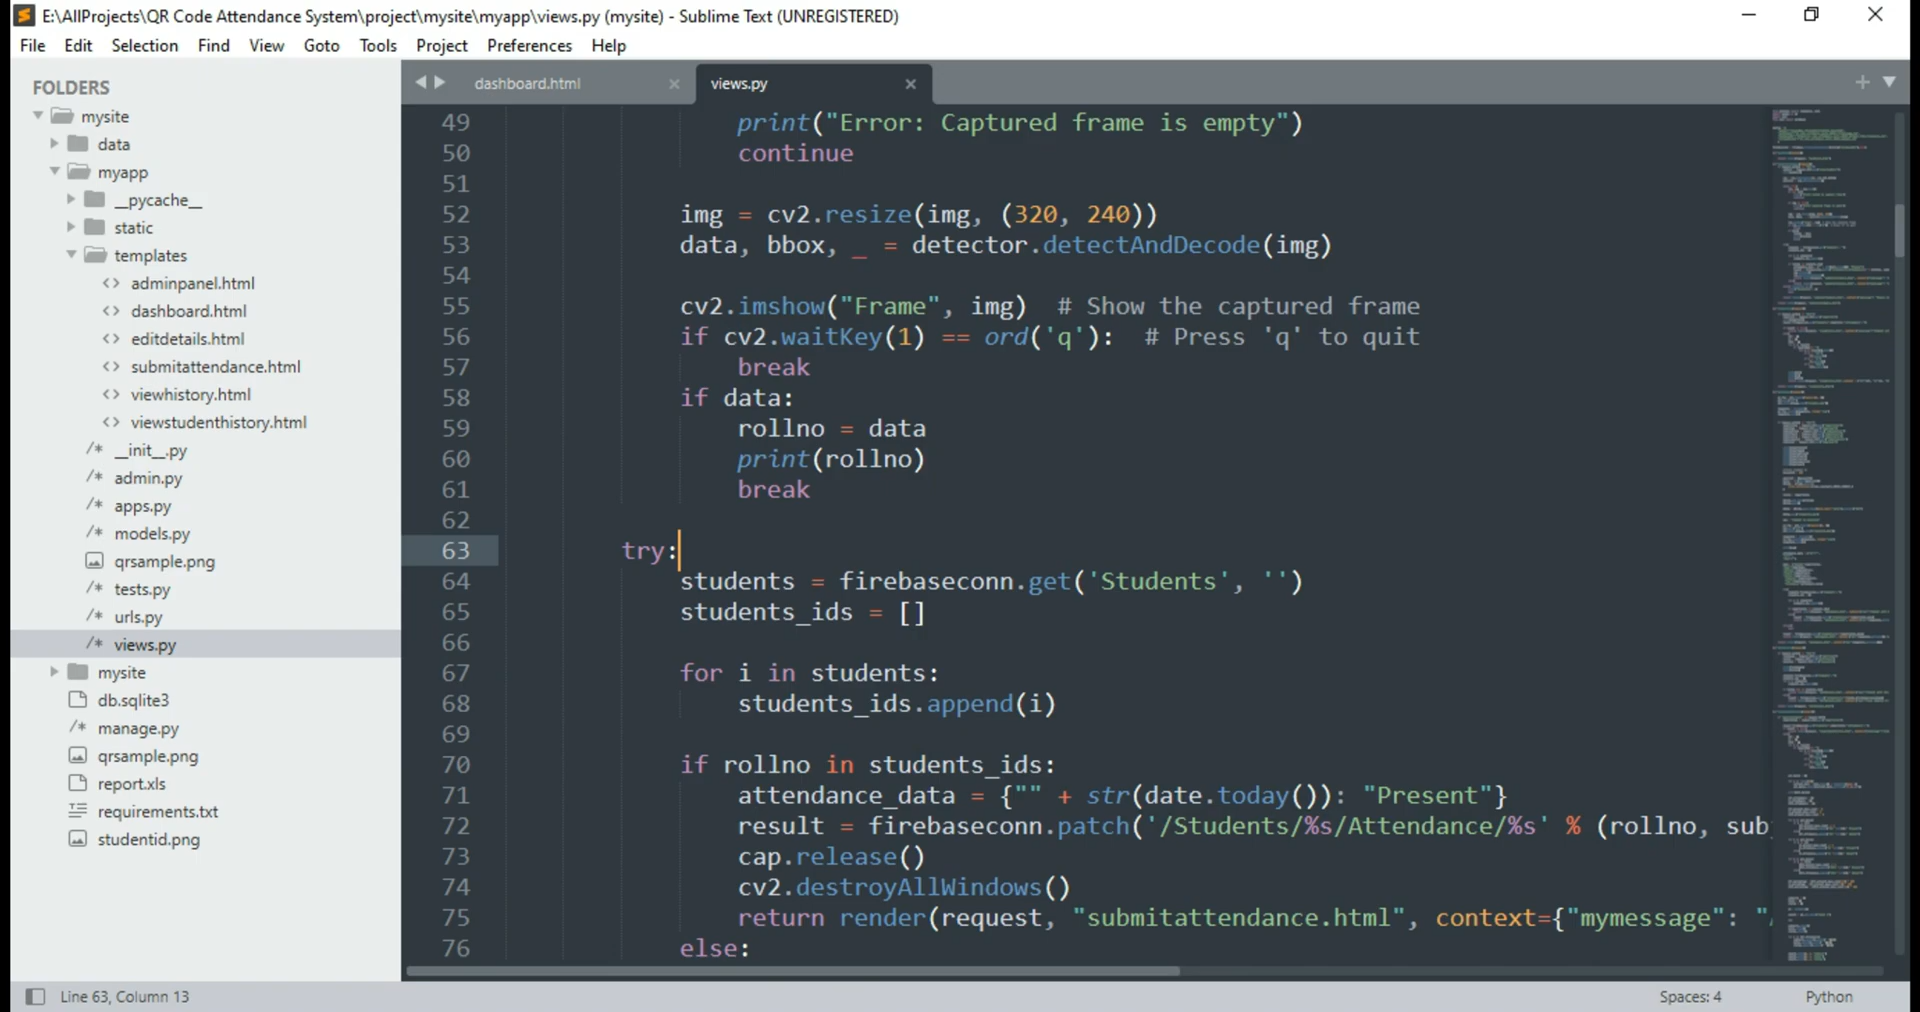 E:\AllProjects\QR Code Attendance System\project\mysite\myapp\views.py (mysite) - Sublime Text (UNREGISTERED)
File Edit Selection Find View Goto Tools Project Preferences Help
FOLDERS
mysite
data
myapp
__pycache__
static
templates
adminpanel.html
dashboard.html
editdetails.html
submitattendance.html
viewhistory.html
viewstudenthistory.html
__init__.py
admin.py
apps.py
models.py
qrsample.png
tests.py
urls.py
views.py
mysite
db.sqlite3
manage.py
qrsample.png
report.xls
requirements.txt
studentid.png
dashboard.html views.py
49 print("Error: Captured frame is empty")
50 continue
51
52 img = cv2.resize(img, (320, 240))
53 data, bbox, _ = detector.detectAndDecode(img)
54
55 cv2.imshow("Frame", img)  # Show the captured frame
56 if cv2.waitKey(1) == ord('q'):  # Press 'q' to quit
57 break
58 if data:
59 rollno = data
60 print(rollno)
61 break
62
63 try:
64 students = firebaseconn.get('Students', '')
65 students_ids = []
66
67 for i in students:
68 students_ids.append(i)
69
70 if rollno in students_ids:
71 attendance_data = {"" + str(date.today()): "Present"}
72 result = firebaseconn.patch('/Students/%s/Attendance/%s' % (rollno, sub
73 cap.release()
74 cv2.destroyAllWindows()
75 return render(request, "submitattendance.html", context={"mymessage": "
76 else:
Line 63, Column 13
Spaces: 4
Python